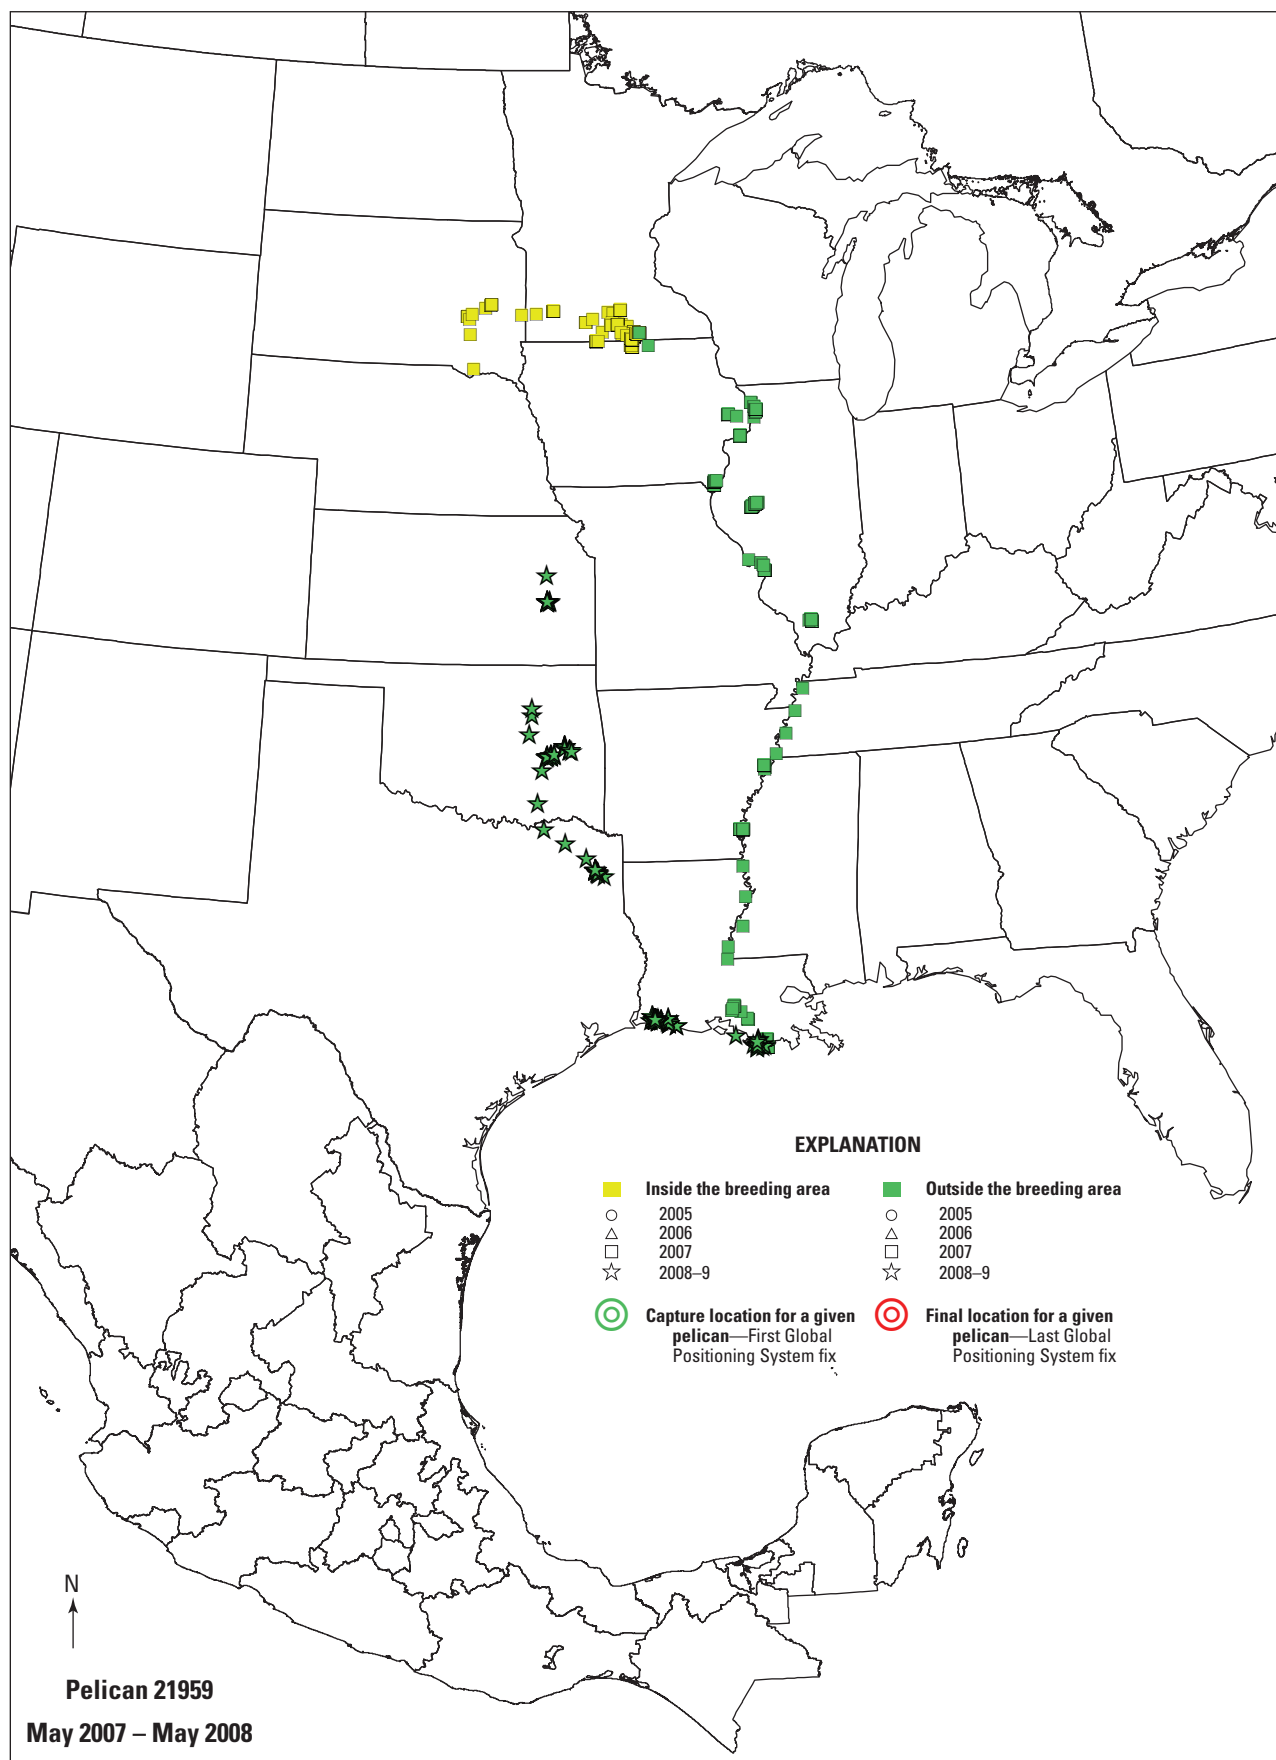 EXPLANATION
Inside the breeding area
2005
2006
2007
2008–9
Capture location for a given
pelican—First Global
Positioning System fix
Outside the breeding area
2005
2006
2007
2008–9
Final location for a given
pelican—Last Global
Positioning System fix
N
Pelican 21959
May 2007 – May 2008